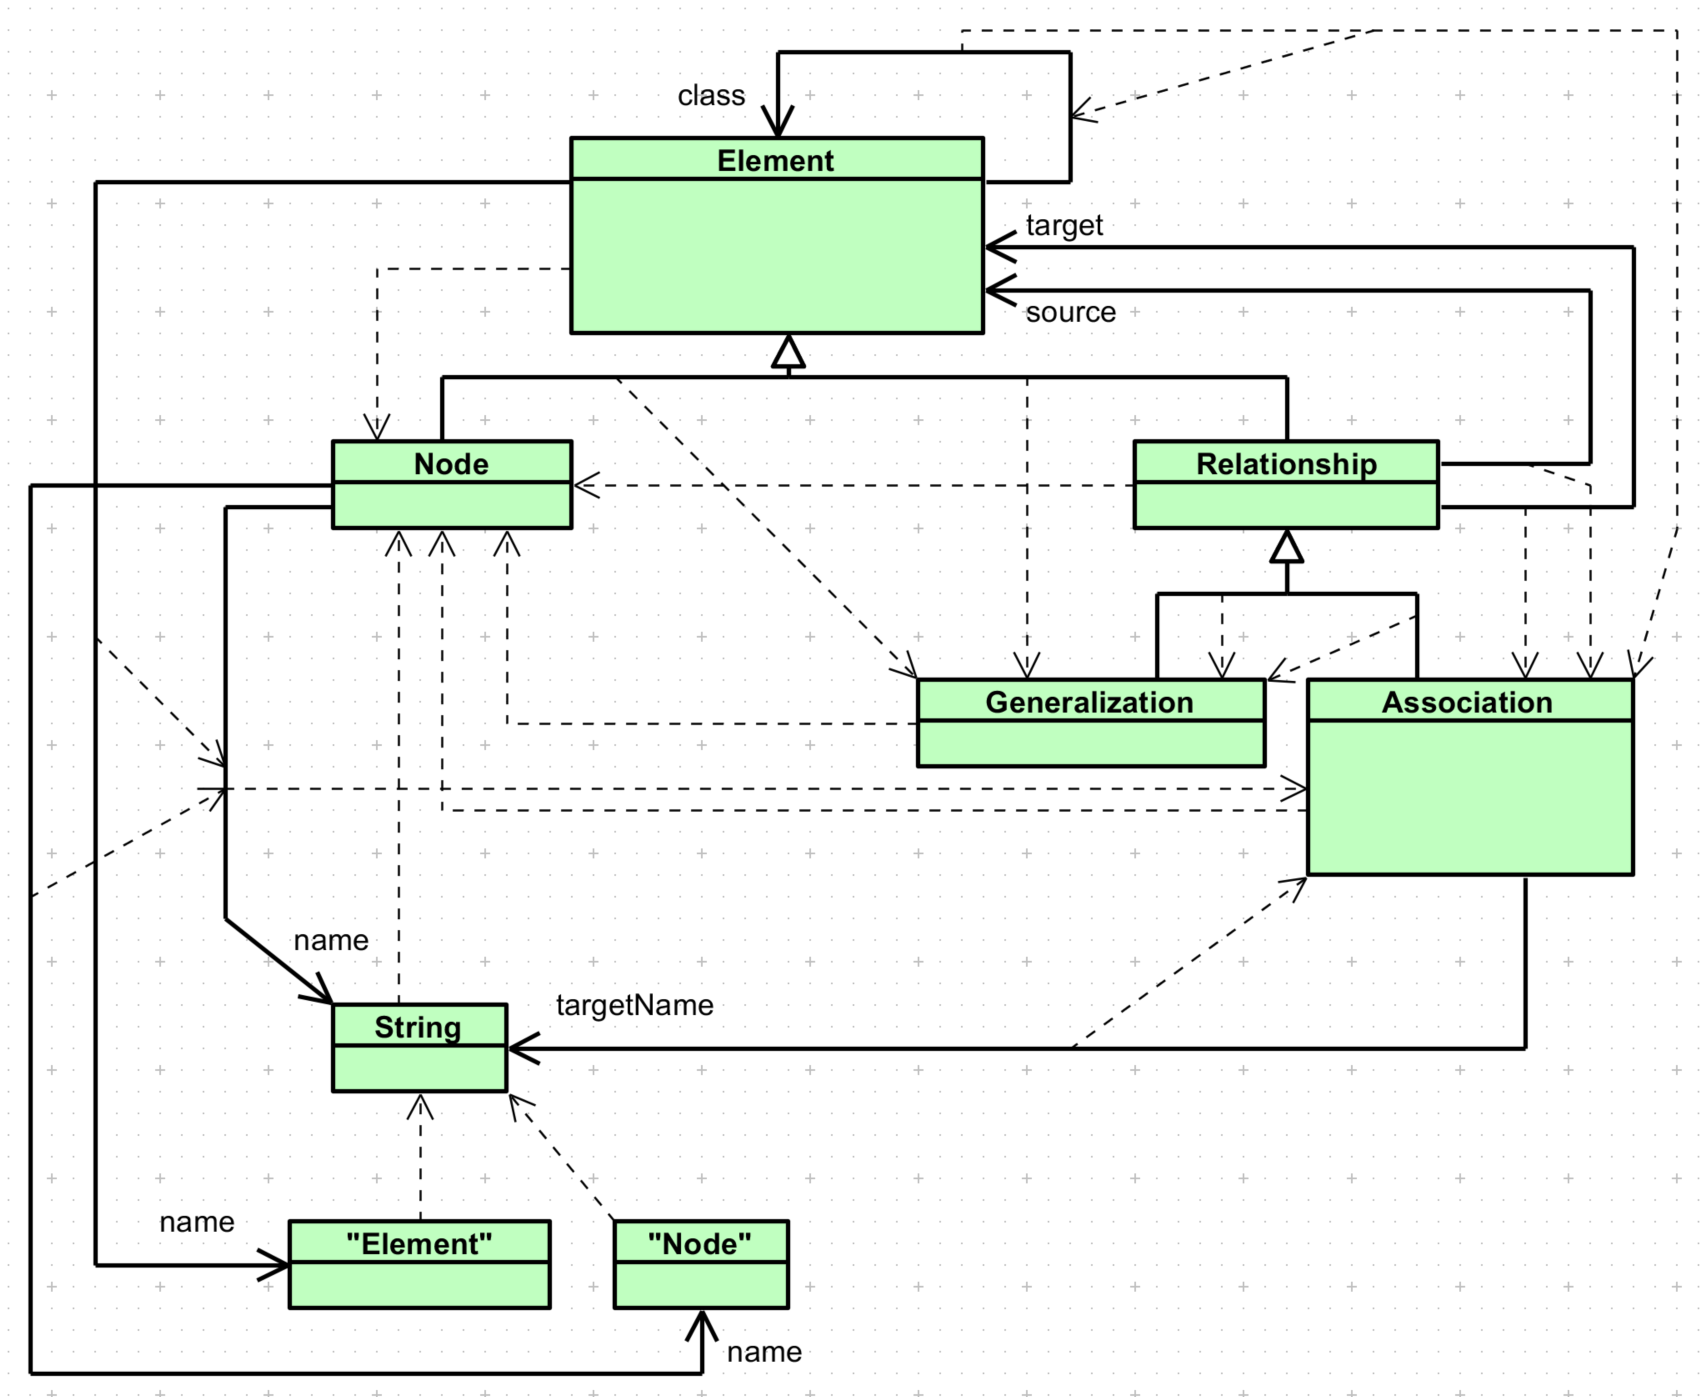 class
Element
target
source
Node
Relationship
Generalization
Association
name
targetName
String
name
"Element"
"Node"
name